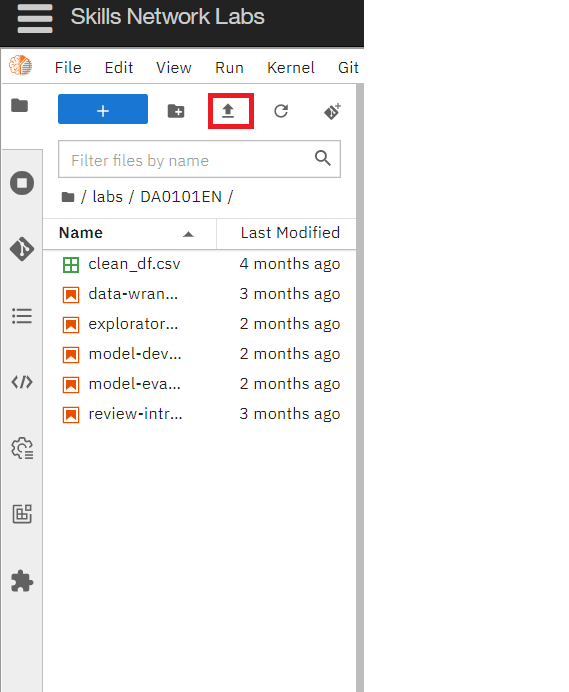 Skills Network Labs
File Edit View Run Kernel Git
+
Filter files by name
/ labs / DA0101EN /
Name Last Modified
clean_df.csv 4 months ago
data-wran... 3 months ago
explorator... 2 months ago
model-dev... 2 months ago
model-eva... 2 months ago
review-intr... 3 months ago